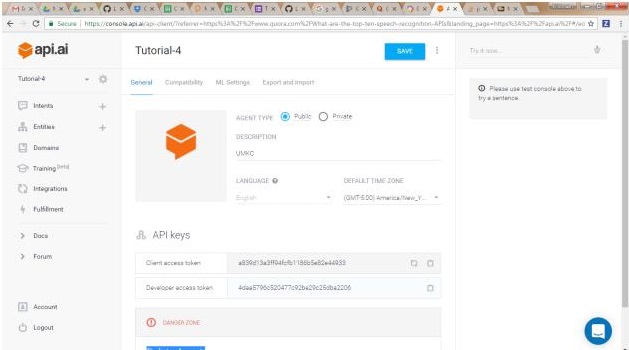 Secure https://console.api.ai/api-client/?referrer=https%3A%2F%2Fwww.quora.com%2FWhat-are-the-top-ten-speech-recognition-APIs&landing_page=https%3A%2F%2Fapi.ai%2F#/
api.ai
Tutorial-4
SAVE
Try it now...
Tutorial-4
General Compatibility ML Settings Export and Import
Please use test console above to
try a sentence.
Intents
Entities
Domains
Training [beta]
Integrations
Fulfillment
Docs
Forum
Account
Logout
AGENT TYPE Public Private
DESCRIPTION
UMKC
LANGUAGE DEFAULT TIME ZONE
English (GMT-5:00) America/New_Y...
API keys
Client access token
Developer access token 4daa5796c520477c92be29c25dba2206
DANGER ZONE